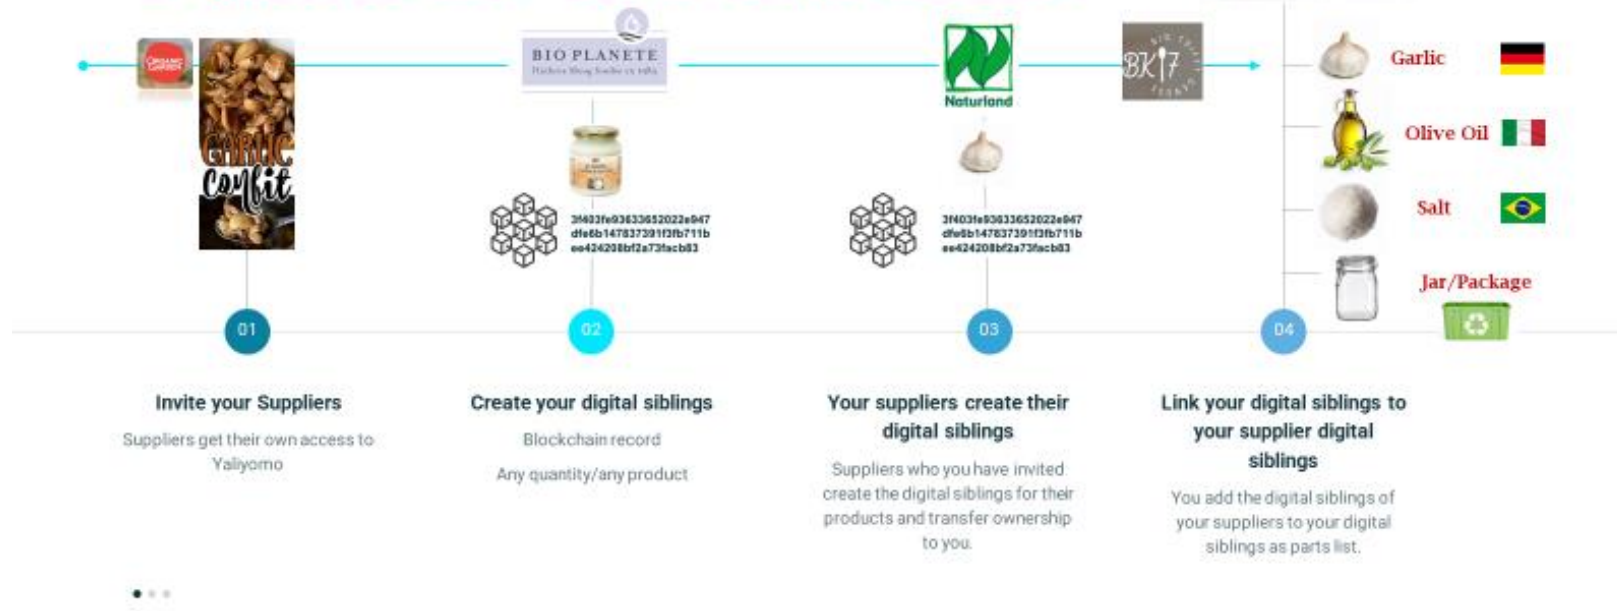 ORGANIC
GARDEN
GARLIC
Confit
BIO PLANETE
Naturland
BK17
Garlic
Olive Oil
Salt
Jar/Package
3f403fe93633652022e947
dfe6b147837391f3fb711b
ee424208bf2a73facb83
3f403fe93633652022e947
dfe6b147837391f3fb711b
ee424208bf2a73facb83
01
02
03
04
Invite your Suppliers
Suppliers get their own access to
Yaliyomo
Create your digital siblings
Blockchain record
Any quantity/any product
Your suppliers create their
digital siblings
Suppliers who you have invited
create the digital siblings for their
products and transfer ownership
to you.
Link your digital siblings to
your supplier digital
siblings
You add the digital siblings of
your suppliers to your digital
siblings as parts list.